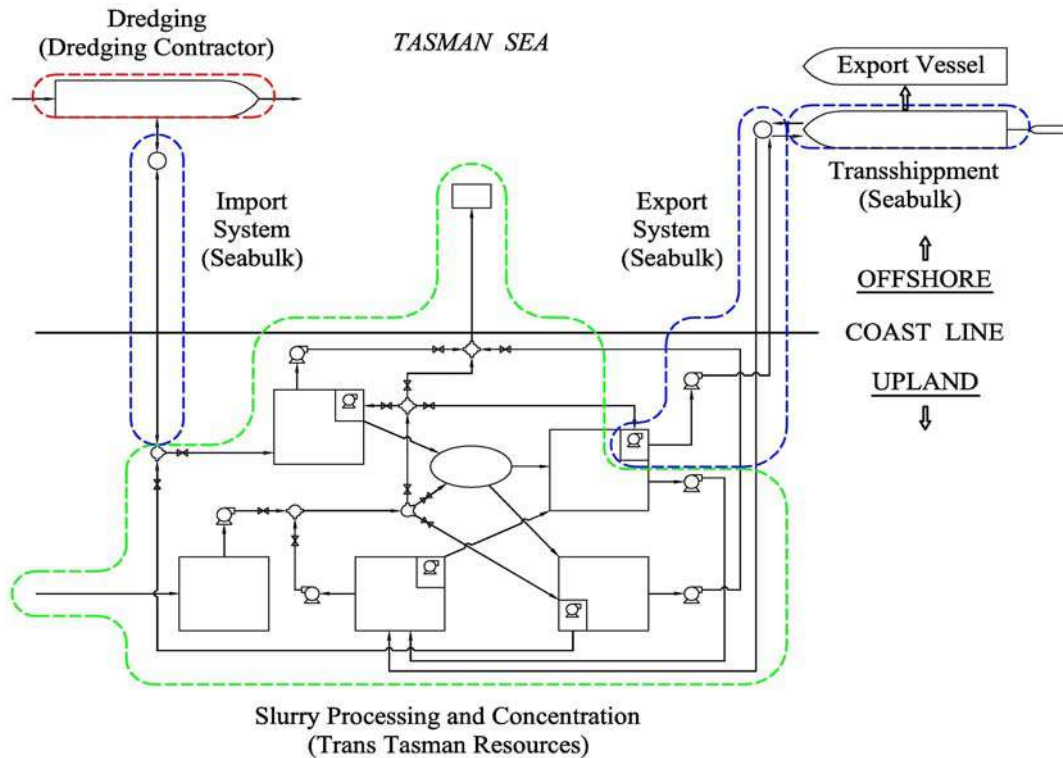 Dredging
(Dredging Contractor)
TASMAN SEA
Export Vessel
Transshippment
(Seabulk)
Import
System
(Seabulk)
Export
System
(Seabulk)
OFFSHORE
COAST LINE
UPLAND
Slurry Processing and Concentration
(Trans Tasman Resources)